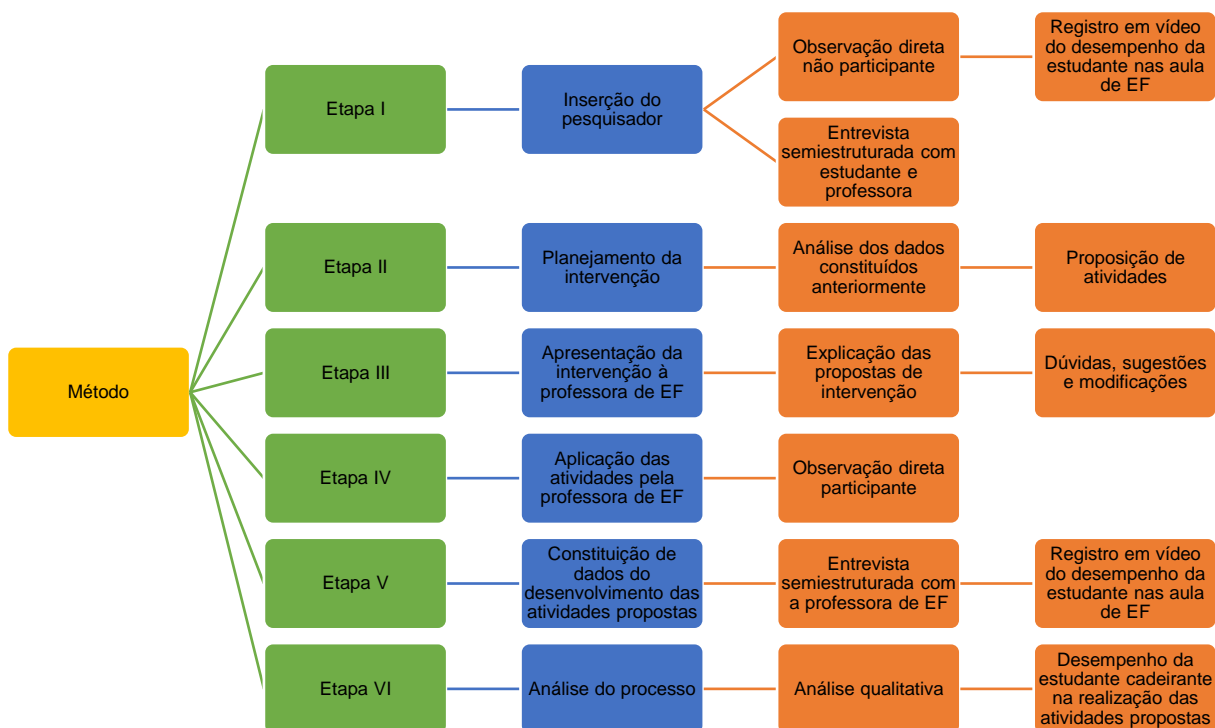 Método
Etapa I
Inserção do
pesquisador
Observação direta
não participante
Registro em vídeo
do desempenho da
estudante nas aula
de EF
Entrevista
semiestruturada com
estudante e
professora
Etapa II
Planejamento da
intervenção
Análise dos dados
constituídos
anteriormente
Proposição de
atividades
Etapa III
Apresentação da
intervenção à
professora de EF
Explicação das
propostas de
intervenção
Dúvidas, sugestões
e modificações
Etapa IV
Aplicação das
atividades pela
professora de EF
Observação direta
participante
Etapa V
Constituição de
dados do
desenvolvimento das
atividades propostas
Entrevista
semiestruturada com
a professora de EF
Registro em vídeo
do desempenho da
estudante nas aula
de EF
Etapa VI
Análise do processo
Análise qualitativa
Desempenho da
estudante cadeirante
na realização das
atividades propostas